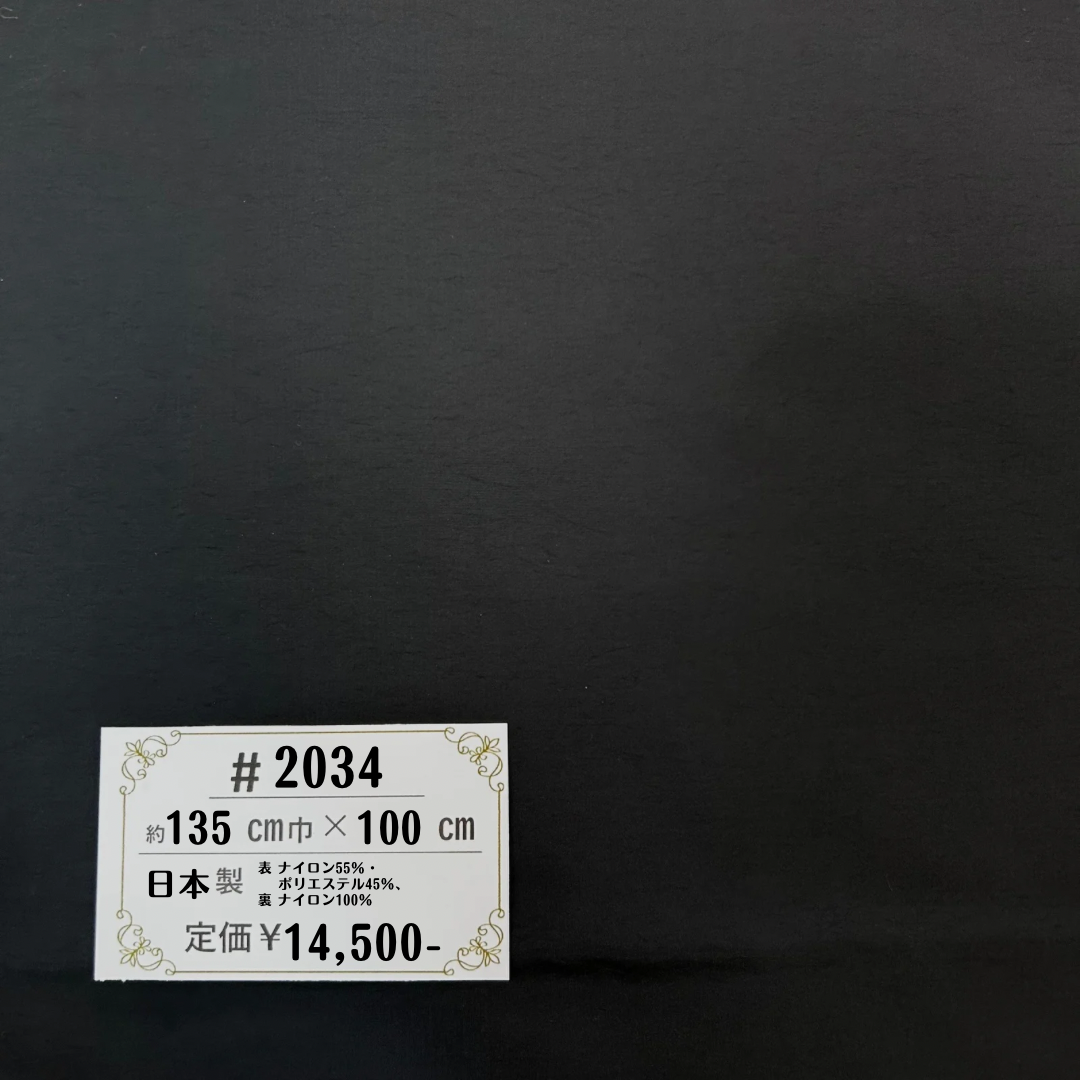 # 2034
約135 cm巾×100 cm
日本製
表 ナイロン55%・
ポリエステル45%、
裏 ナイロン100%
定価¥14,500-